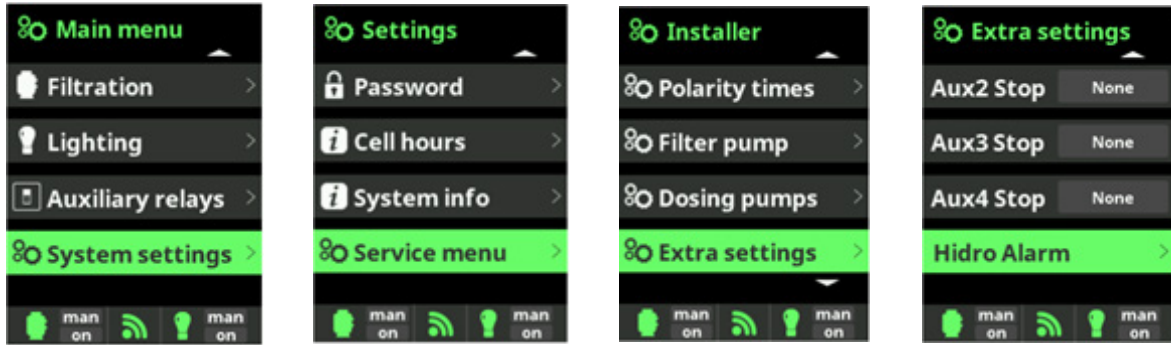 Main menu
Filtration
Lighting
Auxiliary relays
System settings
man
on
man
on
Settings
Password
Cell hours
System info
Service menu
man
on
man
on
Installer
Polarity times
Filter pump
Dosing pumps
Extra settings
man
on
man
on
Extra settings
Aux2 Stop None
Aux3 Stop None
Aux4 Stop None
Hidro Alarm
man
on
man
on